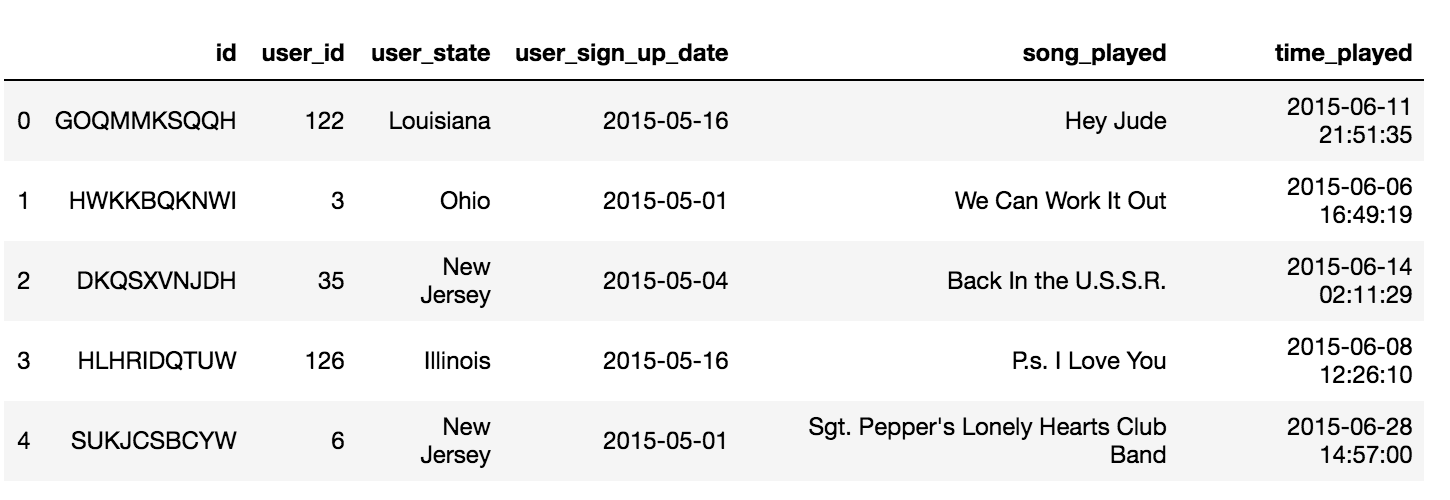 id user_id user_state user_sign_up_date song_played time_played
0 GOQMMKSQQH 122 Louisiana 2015-05-16 Hey Jude 2015-06-11
21:51:35
1 HWKKBQKNWI 3 Ohio 2015-05-01 We Can Work It Out 2015-06-06
16:49:19
2 DKQSXVNJDH 35 New
Jersey 2015-05-04 Back In the U.S.S.R. 2015-06-14
02:11:29
3 HLHRIDQTUW 126 Illinois 2015-05-16 P.s. I Love You 2015-06-08
12:26:10
4 SUKJCSBCYW 6 New
Jersey 2015-05-01 Sgt. Pepper's Lonely Hearts Club
Band 2015-06-28
14:57:00